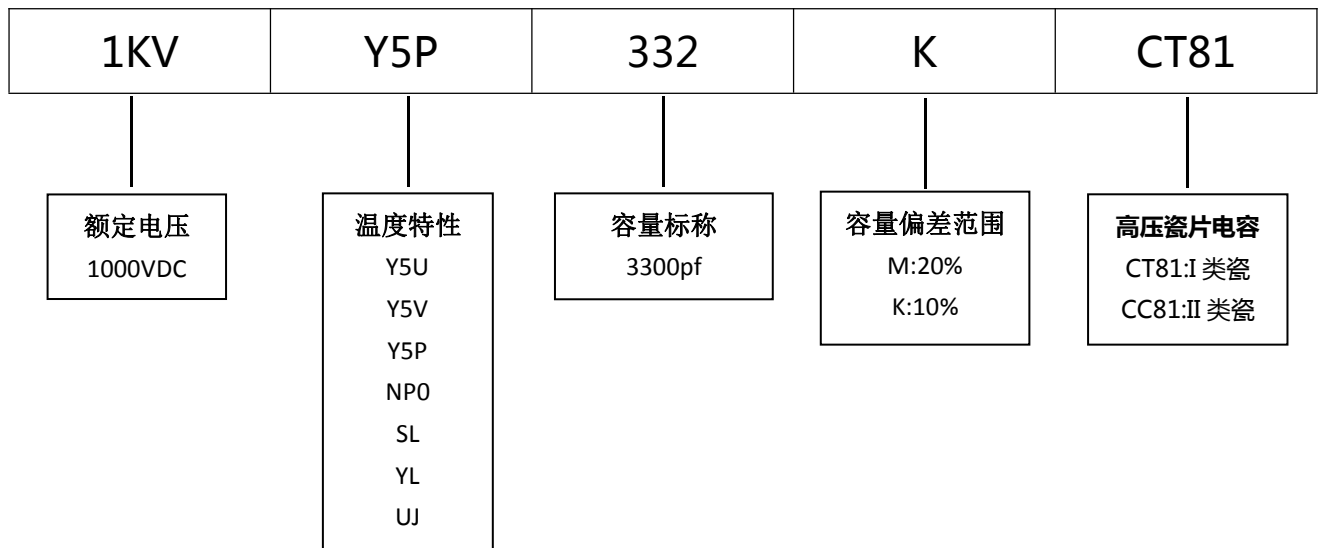 1KV Y5P 332 K CT81
额定电压
1000VDC
温度特性
Y5U
Y5V
Y5P
NP0
SL
YL
UJ
容量标称
3300pf
容量偏差范围
M:20%
K:10%
高压瓷片电容
CT81:I 类瓷
CC81:II 类瓷